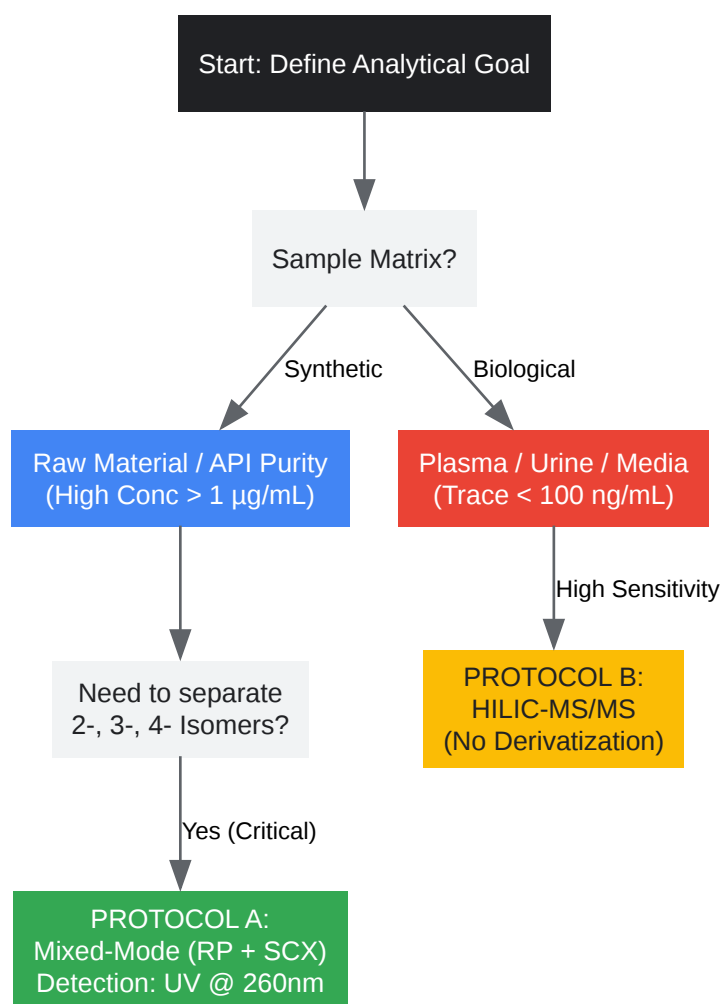 Start: Define Analytical Goal
Sample Matrix?
Synthetic
Biological
Raw Material / API Purity
(High Conc > 1 µg/mL)
Plasma / Urine / Media
(Trace < 100 ng/mL)
High Sensitivity
Need to separate
2-, 3-, 4- Isomers?
PROTOCOL B:
HILIC-MS/MS
(No Derivatization)
Yes (Critical)
PROTOCOL A:
Mixed-Mode (RP + SCX)
Detection: UV @ 260nm